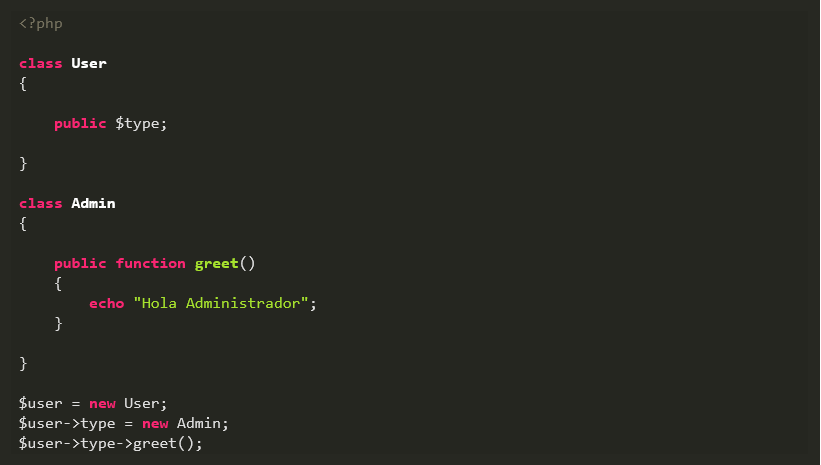 <?php
class User
{
public $type;
}
class Admin
{
public function greet()
{
echo "Hola Administrador";
}
}
$user = new User;
$user->type = new Admin;
$user->type->greet();